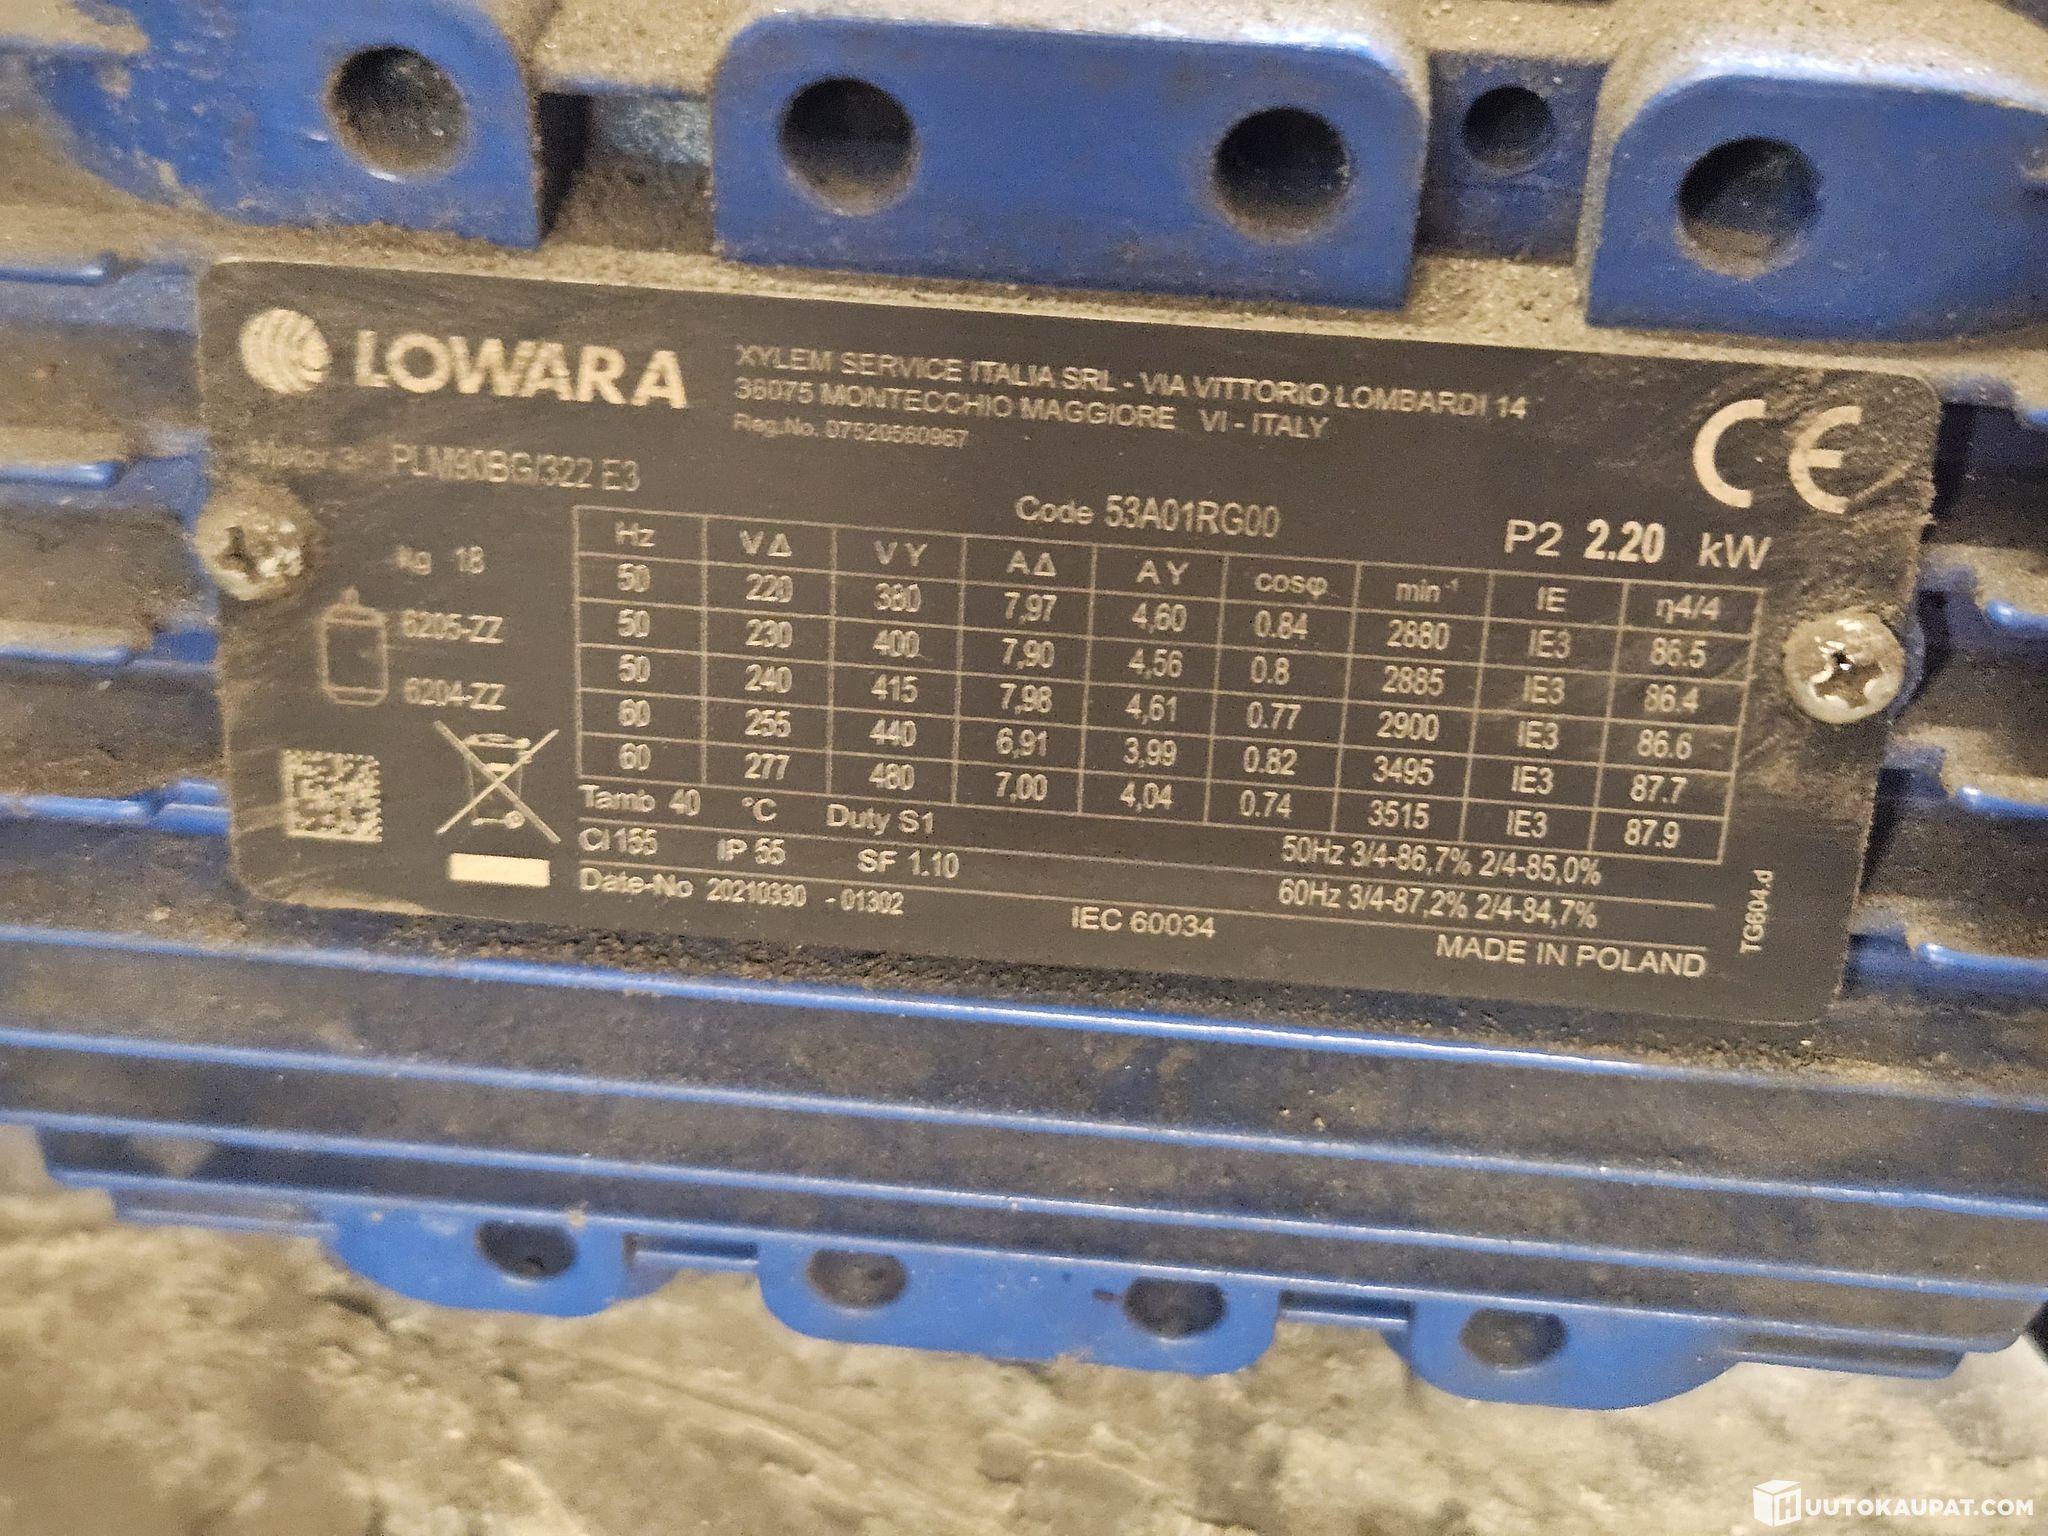 LOWARA
XYLEM SERVICE ITALIA SRL - VIA VITTORIO LOMBARDI 14
36075 MONTECCHIO MAGGIORE VI - ITALY
Reg.No. 07520560967
CE
PLM90BG/322 E3
Code 53A01RG00
P2 2.20 kW
Kg 18
6205-ZZ
6204-ZZ
Hz V Δ V Y A Δ A Y cosφ min⁻¹ IE η4/4
50 220 380 7,97 4,60 0.84 2880 IE3 86.5
50 230 400 7,90 4,56 0.8 2885 IE3 86.4
50 240 415 7,98 4,61 0.77 2900 IE3 86.6
60 255 440 6,91 3,99 0.82 3495 IE3 87.7
60 277 480 7,00 4,04 0.74 3515 IE3 87.9
Tamb 40 °C Duty S1 50Hz 3/4-86,7% 2/4-85,0%
Cl 155 IP 55 SF 1.10 60Hz 3/4-87,2% 2/4-84,7%
Date-No 20210330 - 01302 IEC 60034 MADE IN POLAND
TG604.d
HUUTOKAUPAT.COM